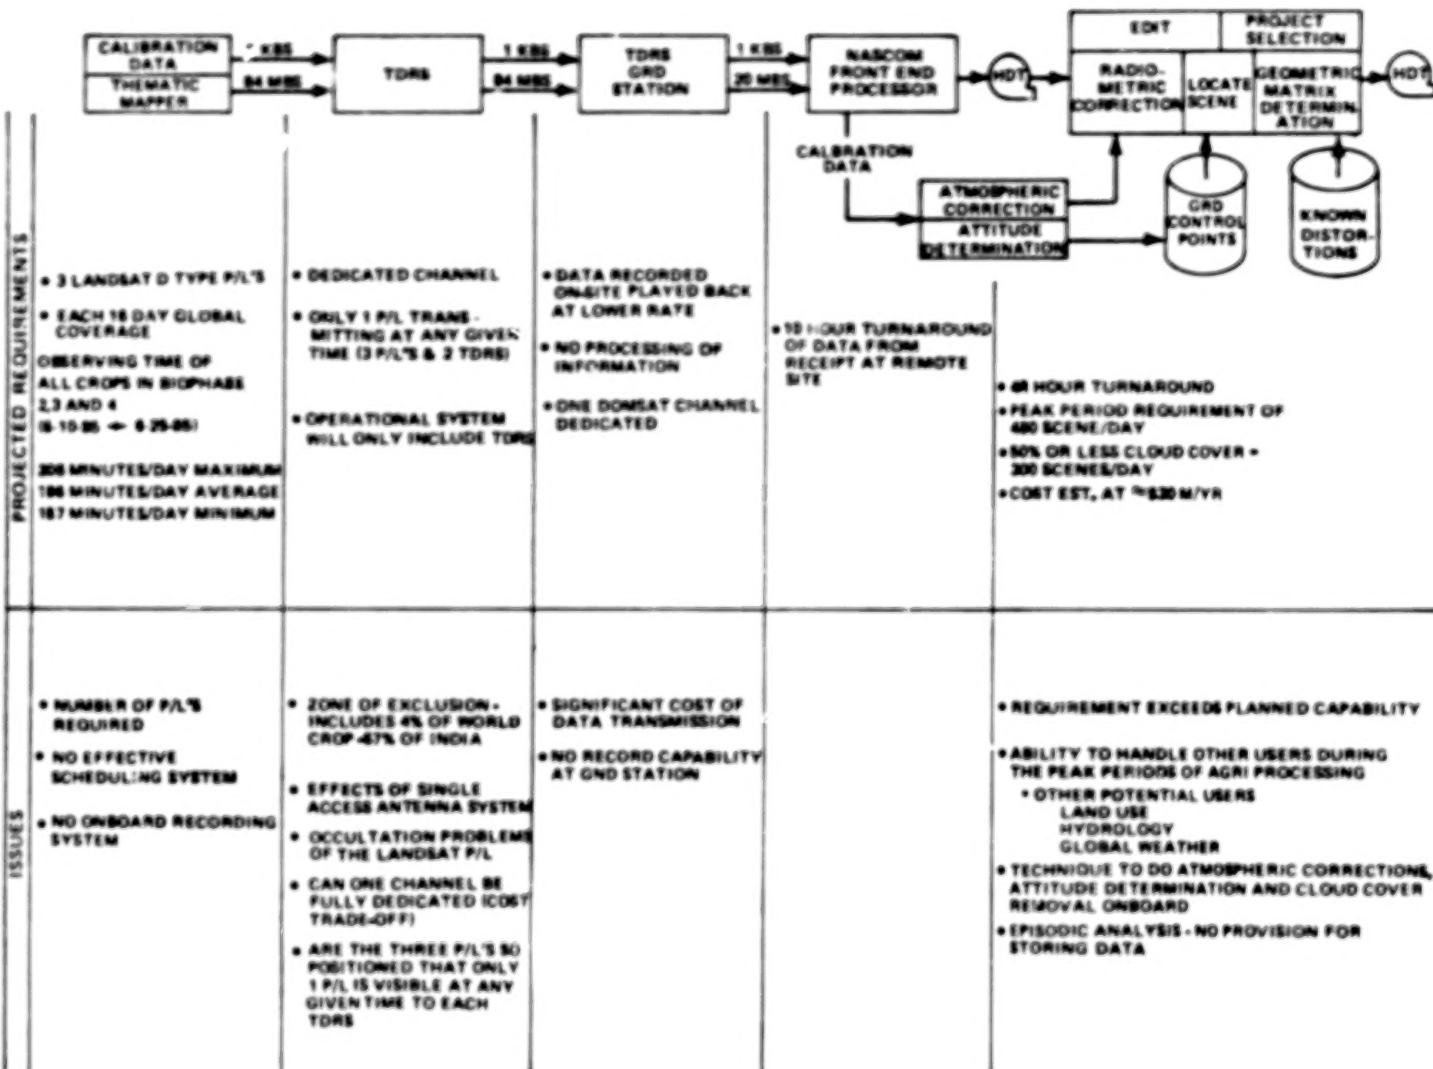 CALIBRATION
DATA
THEMATIC
MAPPER
KBS
84 MBS
TDRS
1 KBS
84 MBS
TDRS
GRD
STATION
1 KBS
20 MBS
NASCOM
FRONT END
PROCESSOR
HDT
EDIT
PROJECT
SELECTION
RADIO-
METRIC
CORRECTION
LOCATE
SCENE
GEOMETRIC
MATRIX
DETERMIN-
ATION
HDT
CALBRATION
DATA
ATMOSPHERIC
CORRECTION
ATTITUDE
DETERMINATION
GRD
CONTROL
POINTS
KNOWN
DISTOR-
TIONS
PROJECTED REQUIREMENTS
• 3 LANDSAT D TYPE P/L'S
• EACH DAY GLOBAL
COVERAGE
OBSERVING TIME OF
ALL CROPS IN BIOPHASE
2,3 AND 4
MINUTES/DAY MAXIMUM
MINUTES/DAY AVERAGE
MINUTES/DAY MINIMUM
• DEDICATED CHANNEL
• ONLY 1 P/L TRANS-
MITTING AT ANY GIVEN
TIME (3 P/L'S & 2 TDRS)
• OPERATIONAL SYSTEM
WILL ONLY INCLUDE TDRS
• DATA RECORDED
ON-SITE PLAYED BACK
AT LOWER RATE
• NO PROCESSING OF
INFORMATION
• ONE DOMSAT CHANNEL
DEDICATED
• 10 HOUR TURNAROUND
OF DATA FROM
RECEIPT AT REMOTE
SITE
• HOUR TURNAROUND
• PEAK PERIOD REQUIREMENT OF
480 SCENE/DAY
• 50% OR LESS CLOUD COVER -
SCENES/DAY
• COST EST. AT M/YR
ISSUES
• NUMBER OF P/L'S
REQUIRED
• NO EFFECTIVE
SCHEDULING SYSTEM
• NO ONBOARD RECORDING
SYSTEM
• ZONE OF EXCLUSION -
INCLUDES 4% OF WORLD
CROP-67% OF INDIA
• EFFECTS OF SINGLE
ACCESS ANTENNA SYSTEM
• OCCULTATION PROBLEMS
OF THE LANDSAT P/L
• CAN ONE CHANNEL BE
FULLY DEDICATED (COST
TRADE-OFF)
• ARE THE THREE P/L'S SO
POSITIONED THAT ONLY
1 P/L IS VISIBLE AT ANY
GIVEN TIME TO EACH
TDRS
• SIGNIFICANT COST OF
DATA TRANSMISSION
• NO RECORD CAPABILITY
AT GND STATION
• REQUIREMENT EXCEEDS PLANNED CAPABILITY
• ABILITY TO HANDLE OTHER USERS DURING
THE PEAK PERIODS OF AGRI PROCESSING
• OTHER POTENTIAL USERS
LAND USE
HYDROLOGY
GLOBAL WEATHER
• TECHNIQUE TO DO ATMOSPHERIC CORRECTIONS,
ATTITUDE DETERMINATION AND CLOUD COVER
REMOVAL ONBOARD
• EPISODIC ANALYSIS - NO PROVISION FOR
STORING DATA